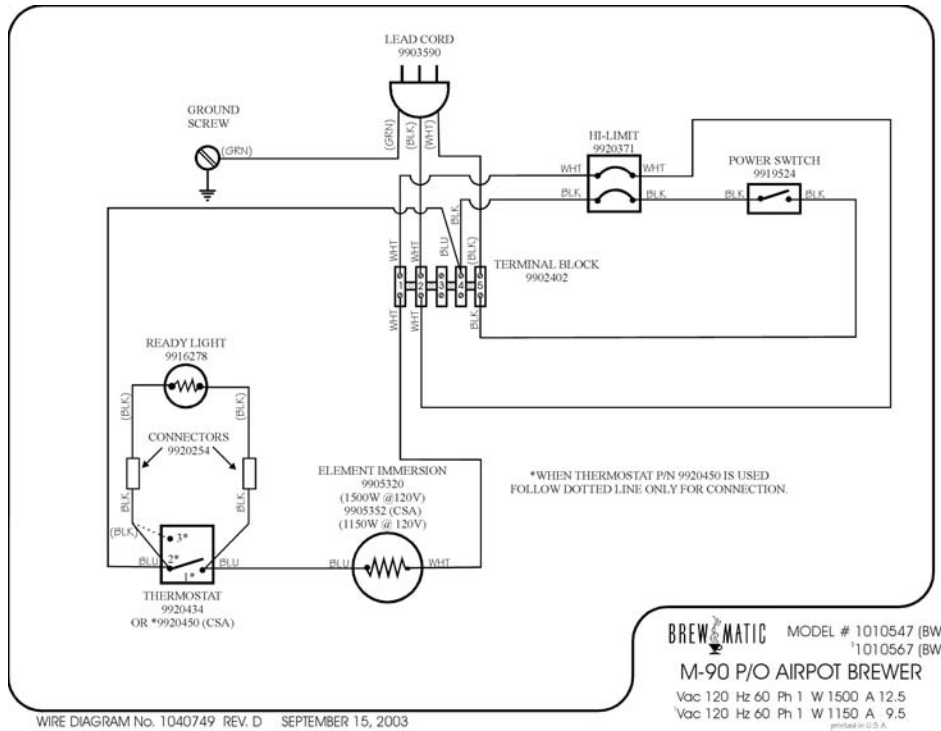 LEAD CORD
9903590
GROUND
SCREW
(GRN)
(GRN)
(BLK)
(WHT)
HI-LIMIT
9920371
WHT
WHT
BLK
BLK
POWER SWITCH
9919524
BLK
BLK
WHT
WHT
BLU
BLK
(BLK)
1
2
3
4
5
TERMINAL BLOCK
9902402
WHT
WHT
BLK
READY LIGHT
9916278
(BLK)
(BLK)
CONNECTORS
9920254
BLK
BLK
(BLK)
3*
2*
1*
BLU
BLU
THERMOSTAT
9920434
OR *9920450 (CSA)
ELEMENT IMMERSION
9905320
(1500W @120V)
9905352 (CSA)
(1150W @ 120V)
BLU
WHT
*WHEN THERMOSTAT P/N 9920450 IS USED
FOLLOW DOTTED LINE ONLY FOR CONNECTION.
BREW MATIC
MODEL # 1010547 (BW
¹1010567 (BW
M-90 P/O AIRPOT BREWER
Vac 120 Hz 60 Ph 1 W 1500 A 12.5
¹Vac 120 Hz 60 Ph 1 W 1150 A 9.5
printed in U.S.A.
WIRE DIAGRAM No. 1040749 REV. D SEPTEMBER 15, 2003